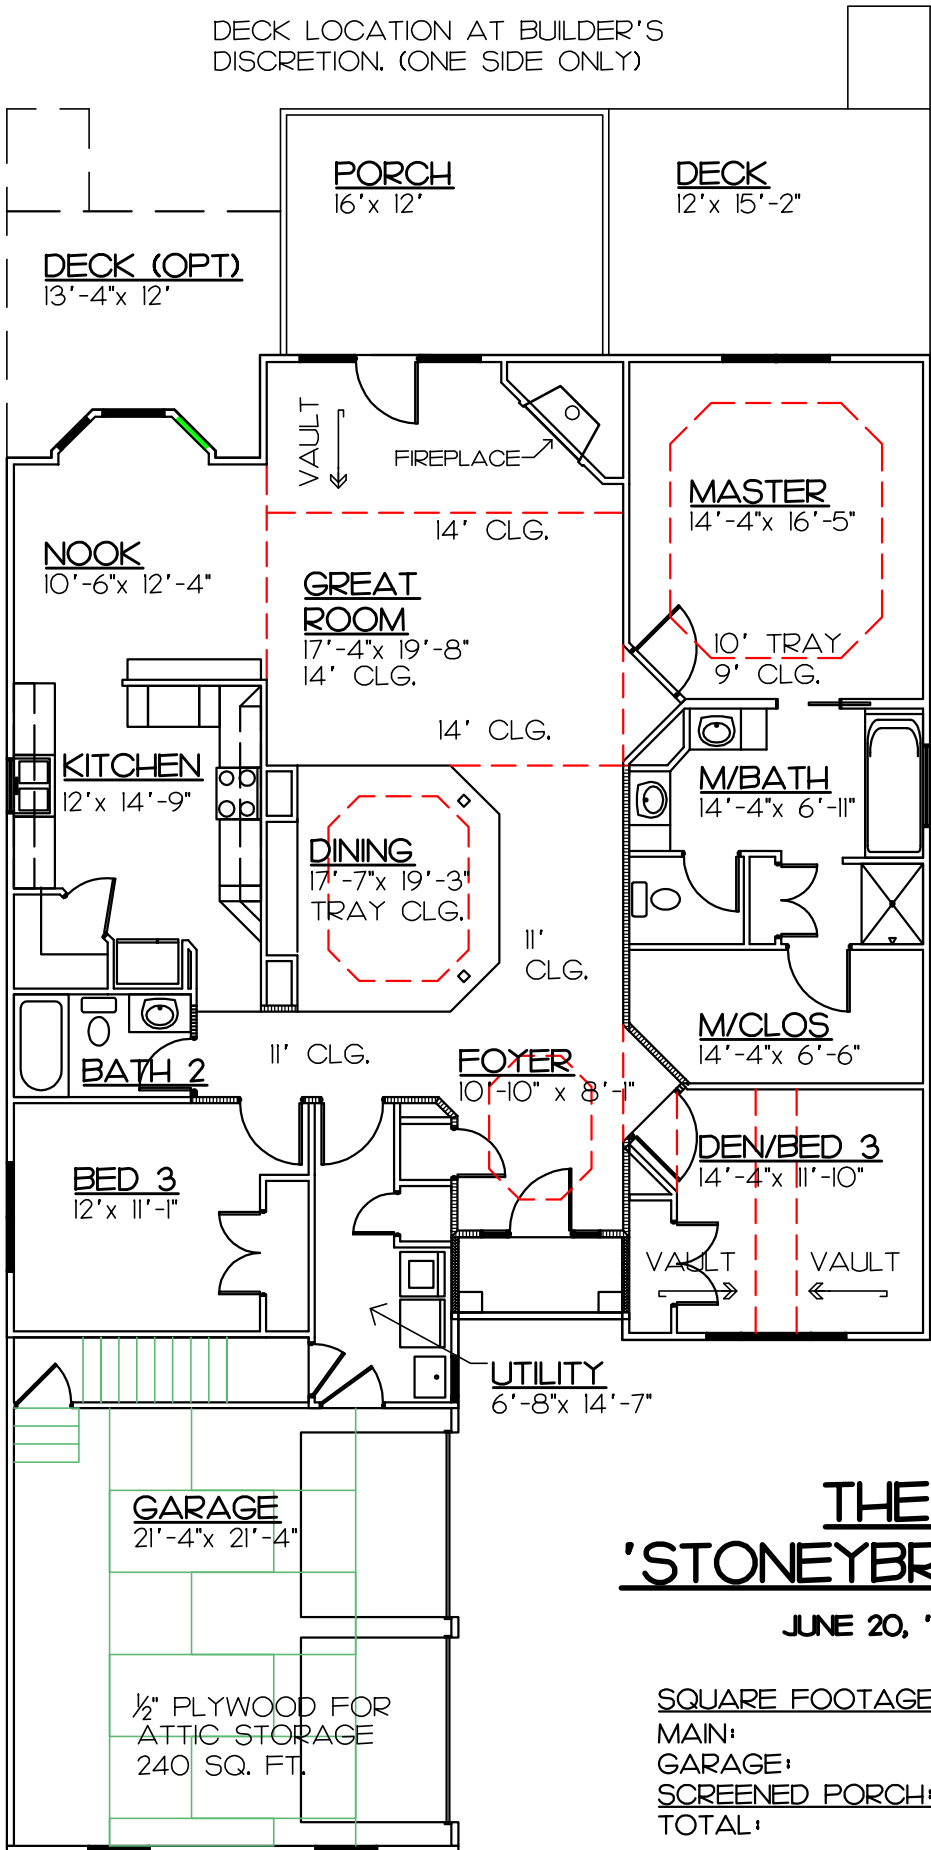 DECK LOCATION AT BUILDER'S
DISCRETION. (ONE SIDE ONLY)
PORCH
16'x 12'
DECK
12'x 15'-2"
DECK (OPT)
13'-4"x 12'
VAULT
FIREPLACE
14' CLG.
MASTER
14'-4"x 16'-5"
10' TRAY
9' CLG.
NOOK
10'-6"x 12'-4"
GREAT
ROOM
17'-4"x 19'-8"
14' CLG.
14' CLG.
KITCHEN
12'x 14'-9"
M/BATH
14'-4"x 6'-11"
DINING
17'-7"x 19'-3"
TRAY CLG.
11'
CLG.
M/CLOS
14'-4"x 6'-6"
11' CLG.
FOYER
10'-10" x 8'-1"
BATH 2
BED 3
12'x 11'-1"
DEN/BED 3
14'-4"x 11'-10"
VAULT
VAULT
UTILITY
6'-8"x 14'-7"
GARAGE
21'-4"x 21'-4"
½" PLYWOOD FOR
ATTIC STORAGE
240 SQ. FT.
THE
'STONEYBR
JUNE 20, '
SQUARE FOOTAGE
MAIN:
GARAGE:
SCREENED PORCH:
TOTAL: